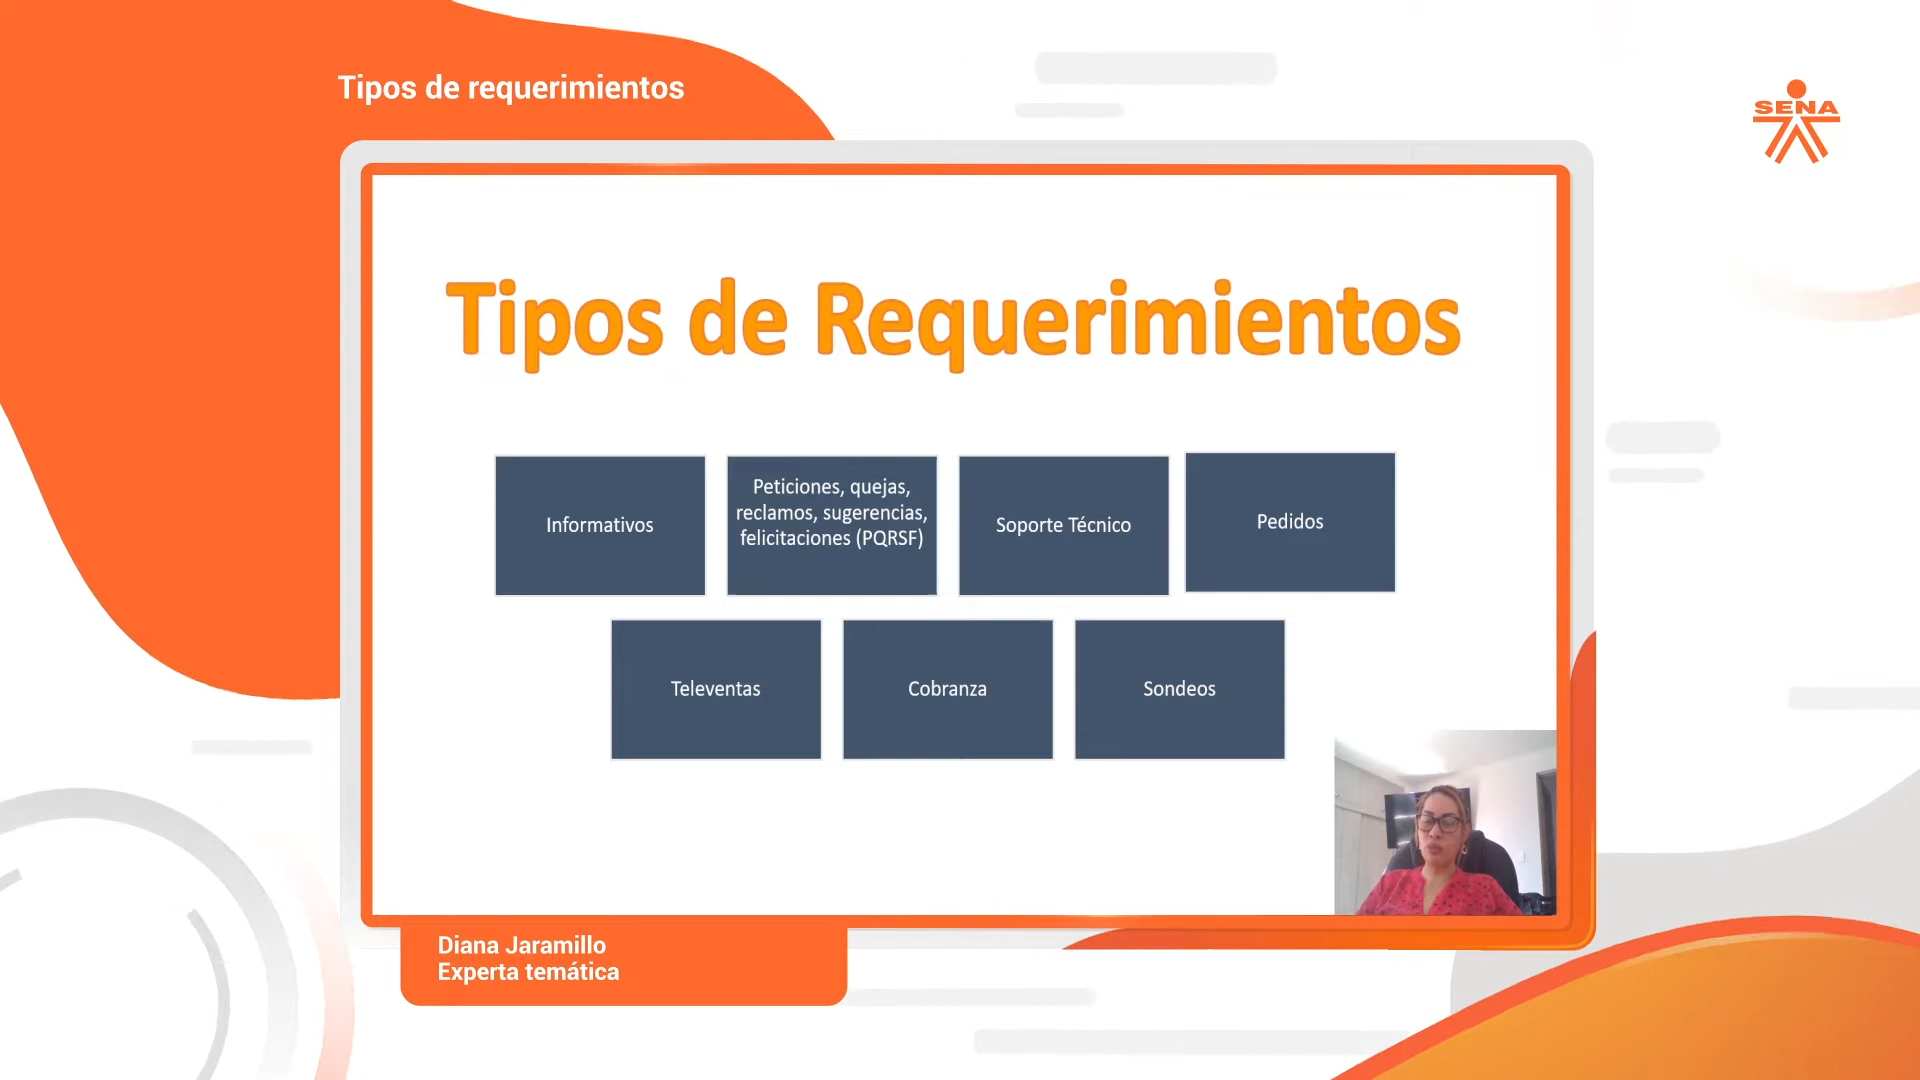 Tipos de requerimientos
SENA
Tipos de Requerimientos
Informativos
Peticiones, quejas,
reclamos, sugerencias,
felicitaciones (PQRSF)
Soporte Técnico
Pedidos
Televentas
Cobranza
Sondeos
Diana Jaramillo
Experta temática